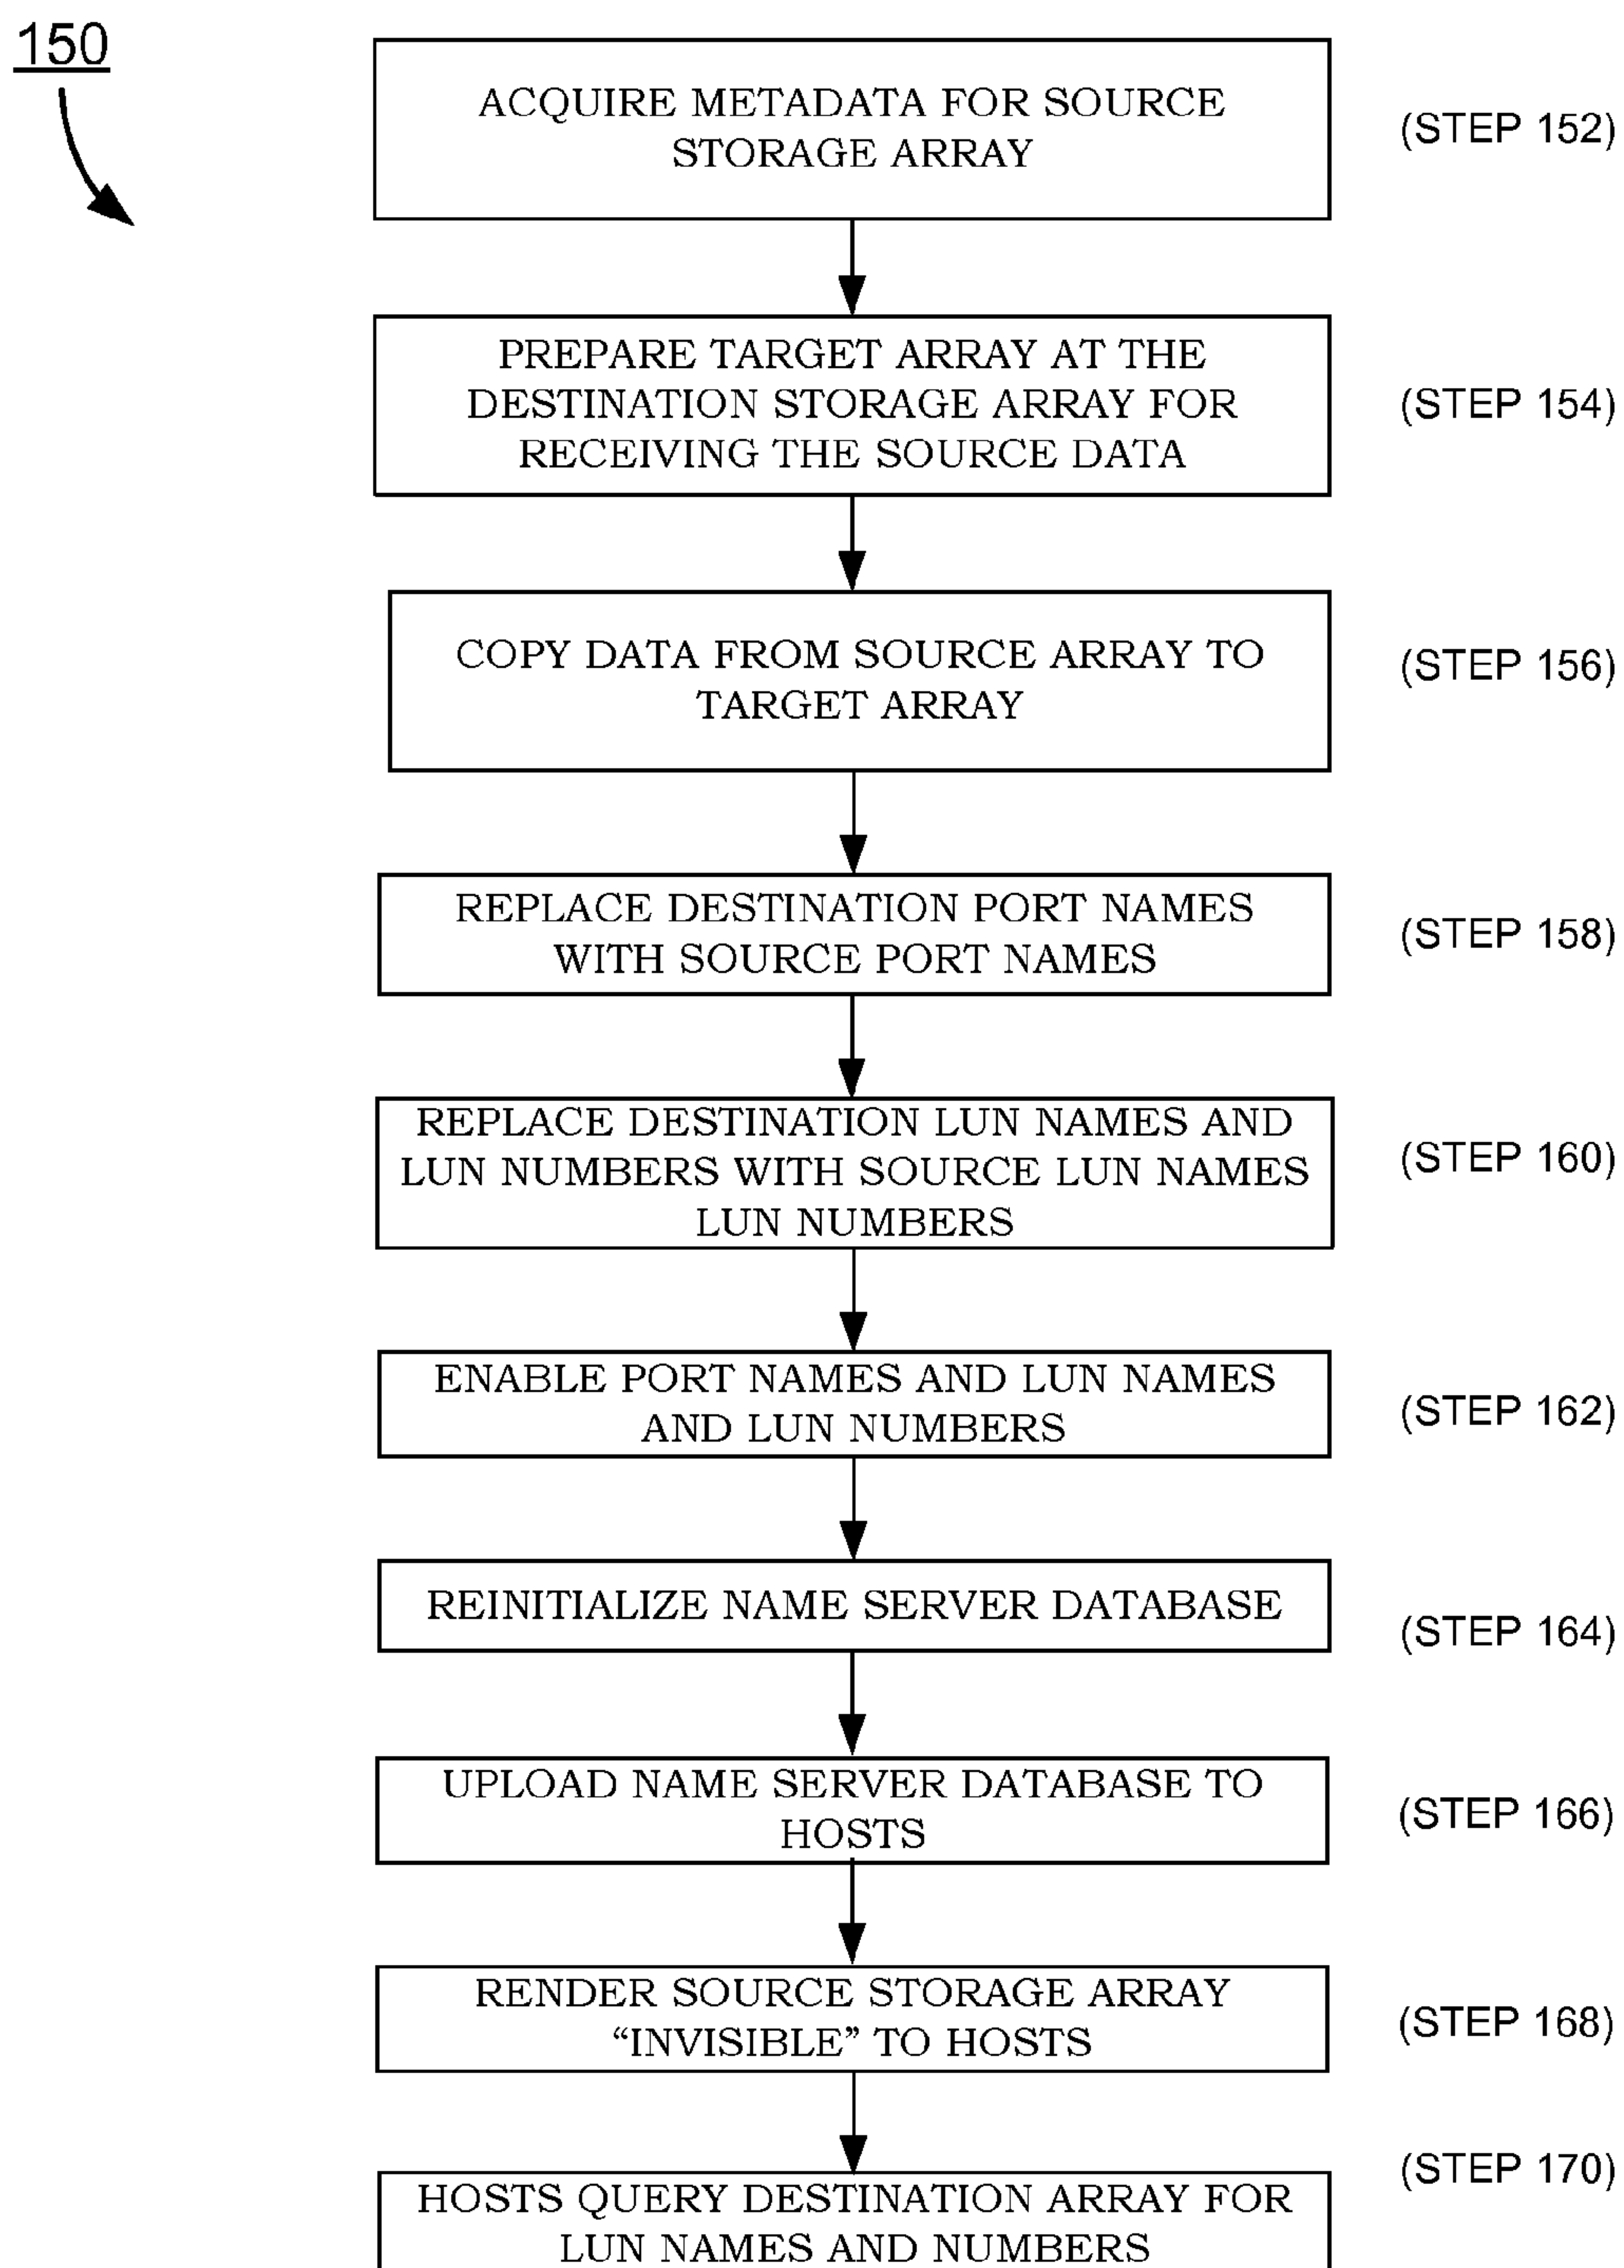 150
ACQUIRE METADATA FOR SOURCE
STORAGE ARRAY
(STEP 152)
PREPARE TARGET ARRAY AT THE
DESTINATION STORAGE ARRAY FOR
RECEIVING THE SOURCE DATA
(STEP 154)
COPY DATA FROM SOURCE ARRAY TO
TARGET ARRAY
(STEP 156)
REPLACE DESTINATION PORT NAMES
WITH SOURCE PORT NAMES
(STEP 158)
REPLACE DESTINATION LUN NAMES AND
LUN NUMBERS WITH SOURCE LUN NAMES
LUN NUMBERS
(STEP 160)
ENABLE PORT NAMES AND LUN NAMES
AND LUN NUMBERS
(STEP 162)
REINITIALIZE NAME SERVER DATABASE
(STEP 164)
UPLOAD NAME SERVER DATABASE TO
HOSTS
(STEP 166)
RENDER SOURCE STORAGE ARRAY
“INVISIBLE” TO HOSTS
(STEP 168)
HOSTS QUERY DESTINATION ARRAY FOR
LUN NAMES AND NUMBERS
(STEP 170)